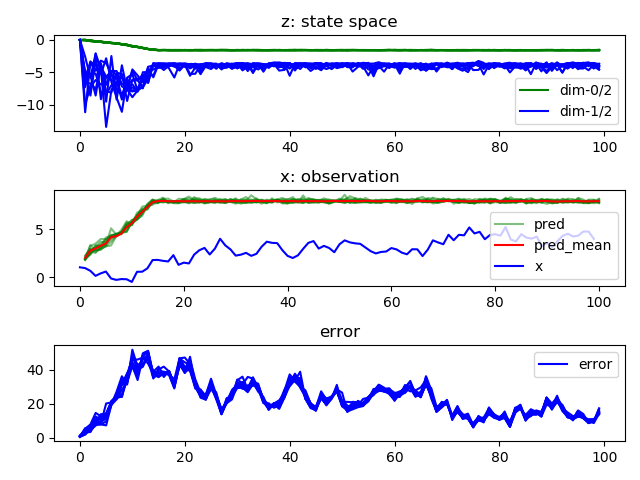 z: state space
0
−5
−10
dim-0/2
dim-1/2
0 20 40 60 80 100
x: observation
5
0
pred
pred_mean
x
0 20 40 60 80 100
error
40
20
0
error
0 20 40 60 80 100